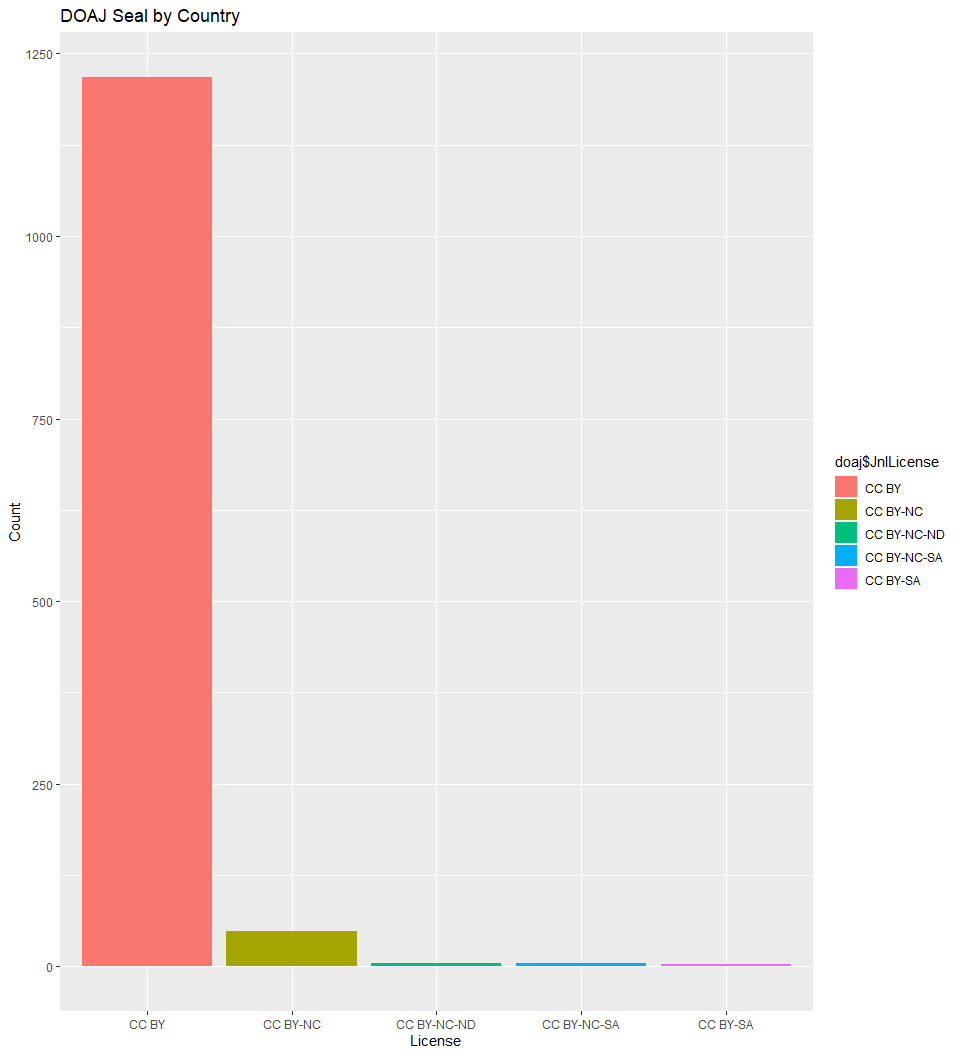 DOAJ Seal by Country
1250
1000
750
500
250
0
Count
CC BY
CC BY-NC
CC BY-NC-ND
CC BY-NC-SA
CC BY-SA
License
doaj$JnlLicense
CC BY
CC BY-NC
CC BY-NC-ND
CC BY-NC-SA
CC BY-SA